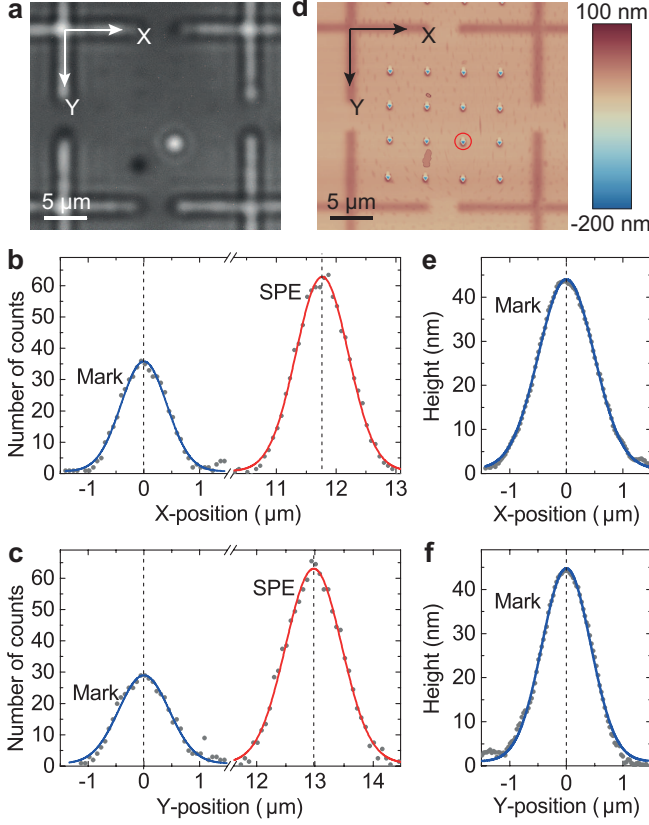 a
X
Y
5 µm
d
X
Y
5 µm
100 nm
-200 nm
b
Number of counts
60
50
40
30
20
10
0
Mark
SPE
-1 0 1 11 12 13
X-position (µm)
e
Height (nm)
40
30
20
10
0
Mark
-1 0 1
X-position (µm)
c
Number of counts
60
50
40
30
20
10
0
Mark
SPE
-1 0 1 12 13 14
Y-position (µm)
f
Height (nm)
40
30
20
10
0
Mark
-1 0 1
Y-position (µm)